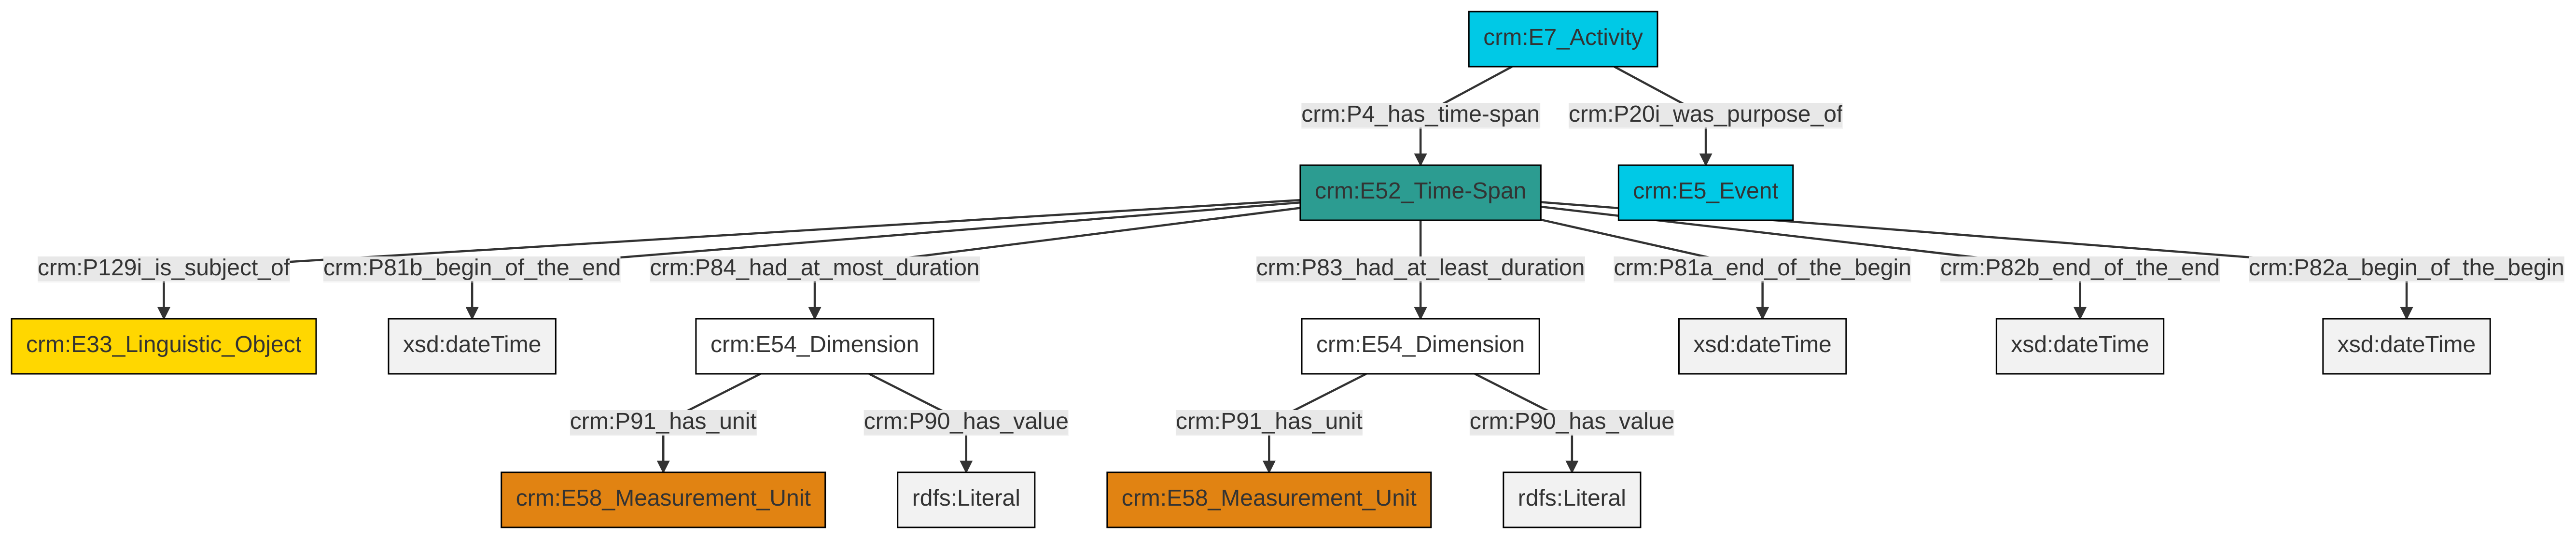 crm:E7_Activity
crm:P4_has_time-span
crm:P20i_was_purpose_of
crm:E52_Time-Span
crm:E5_Event
crm:P129i_is_subject_of
crm:P81b_begin_of_the_end
crm:P84_had_at_most_duration
crm:P83_had_at_least_duration
crm:P81a_end_of_the_begin
crm:P82b_end_of_the_end
crm:P82a_begin_of_the_begin
crm:E33_Linguistic_Object
xsd:dateTime
crm:E54_Dimension
crm:E54_Dimension
xsd:dateTime
xsd:dateTime
xsd:dateTime
crm:P91_has_unit
crm:P90_has_value
crm:P91_has_unit
crm:P90_has_value
crm:E58_Measurement_Unit
rdfs:Literal
crm:E58_Measurement_Unit
rdfs:Literal